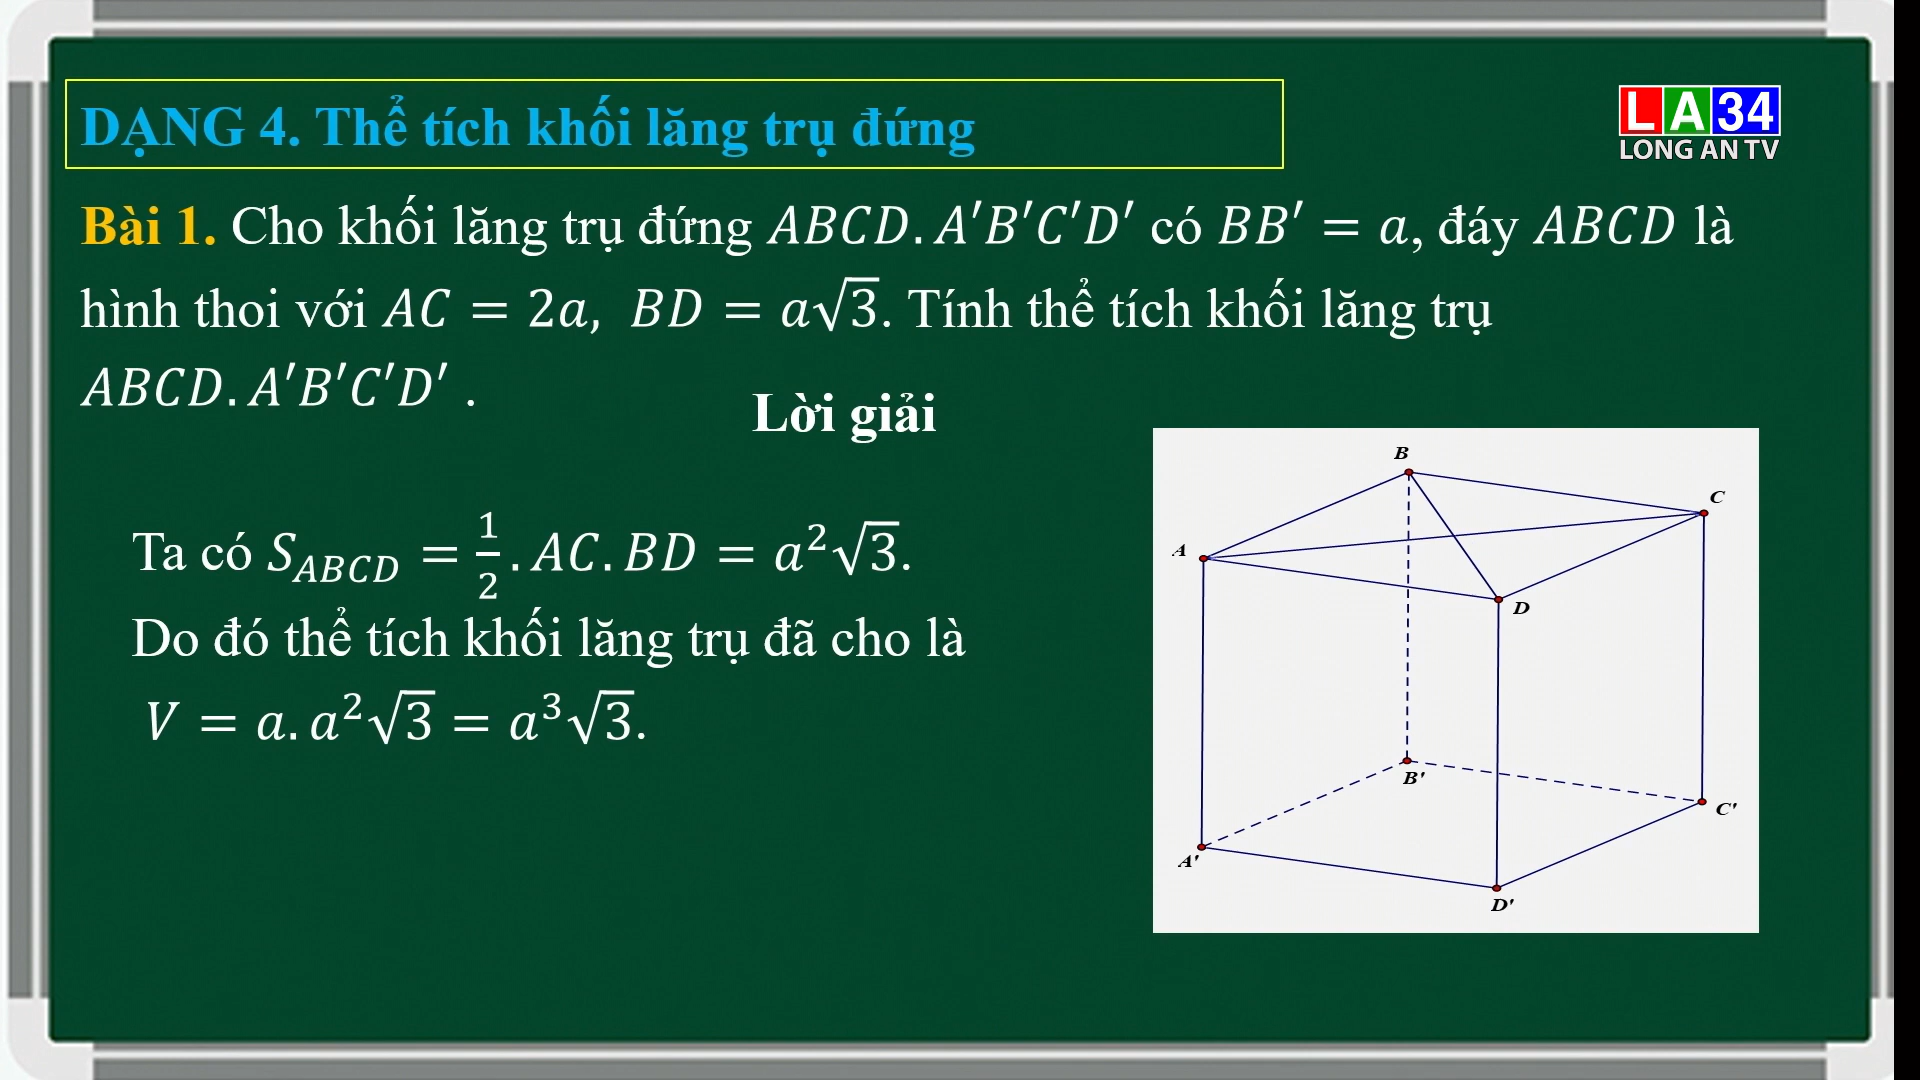 DẠNG 4. Thể tích khối lăng trụ đứng
LA34
LONG AN TV
Bài 1. Cho khối lăng trụ đứng ABCD.A′B′C′D′ có BB′ = a, đáy ABCD là
hình thoi với AC = 2a, BD = a√3. Tính thể tích khối lăng trụ
ABCD.A′B′C′D′ .
Lời giải
Ta có S_ABCD = 1/2 . AC. BD = a²√3.
Do đó thể tích khối lăng trụ đã cho là
V = a. a²√3 = a³√3.
B
C
A
D
B'
C'
A'
D'